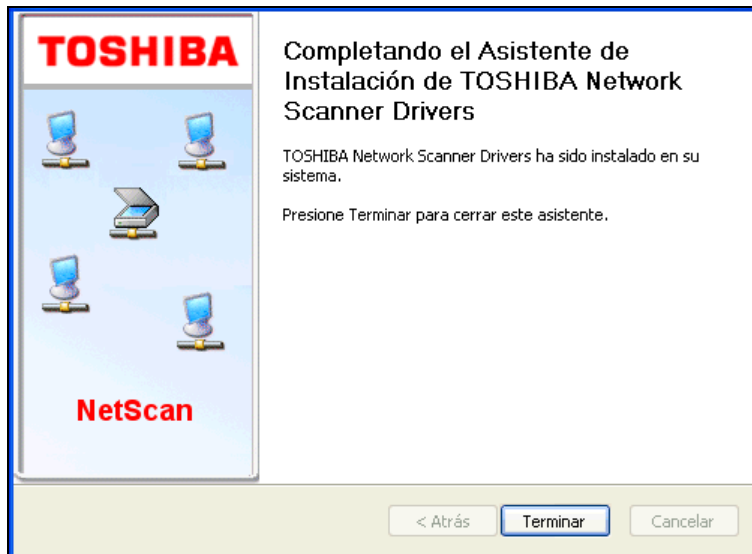 TOSHIBA
NetScan
Completando el Asistente de
Instalación de TOSHIBA Network
Scanner Drivers
TOSHIBA Network Scanner Drivers ha sido instalado en su
sistema.
Presione Terminar para cerrar este asistente.
< Atrás
Terminar
Cancelar